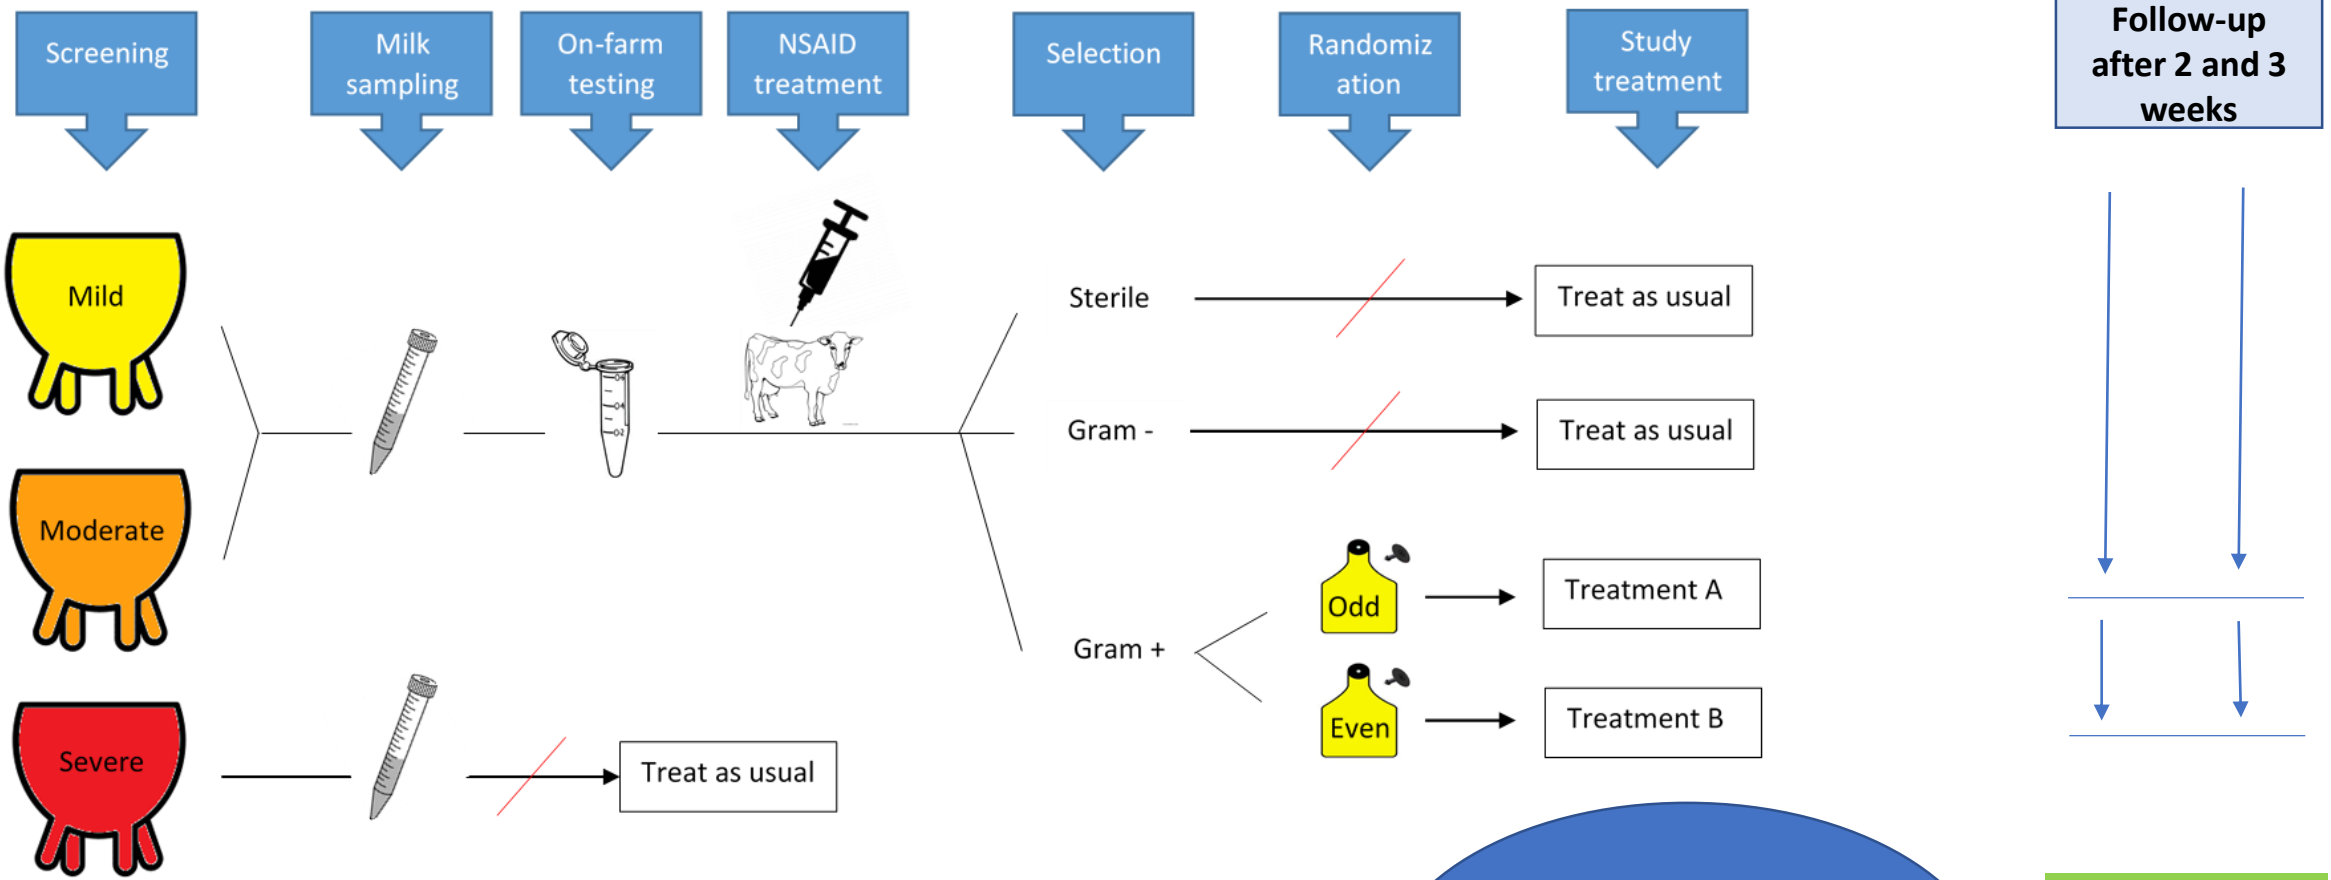 Screening
Milk
sampling
On-farm
testing
NSAID
treatment
Selection
Randomiz
ation
Study
treatment
Follow-up
after 2 and 3
weeks
Mild
Moderate
Severe
Sterile
Treat as usual
Gram -
Treat as usual
Gram +
Odd
Treatment A
Even
Treatment B
Treat as usual